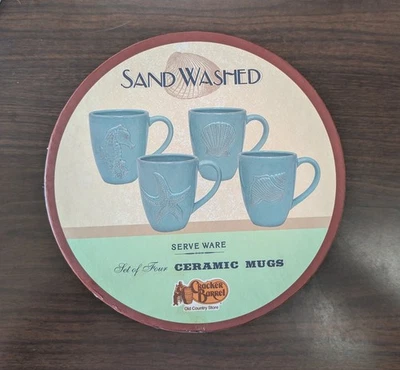 SAND WASHED
SERVE WARE
Set of Four CERAMIC MUGS
Cracker
Barrel
Old Country Store